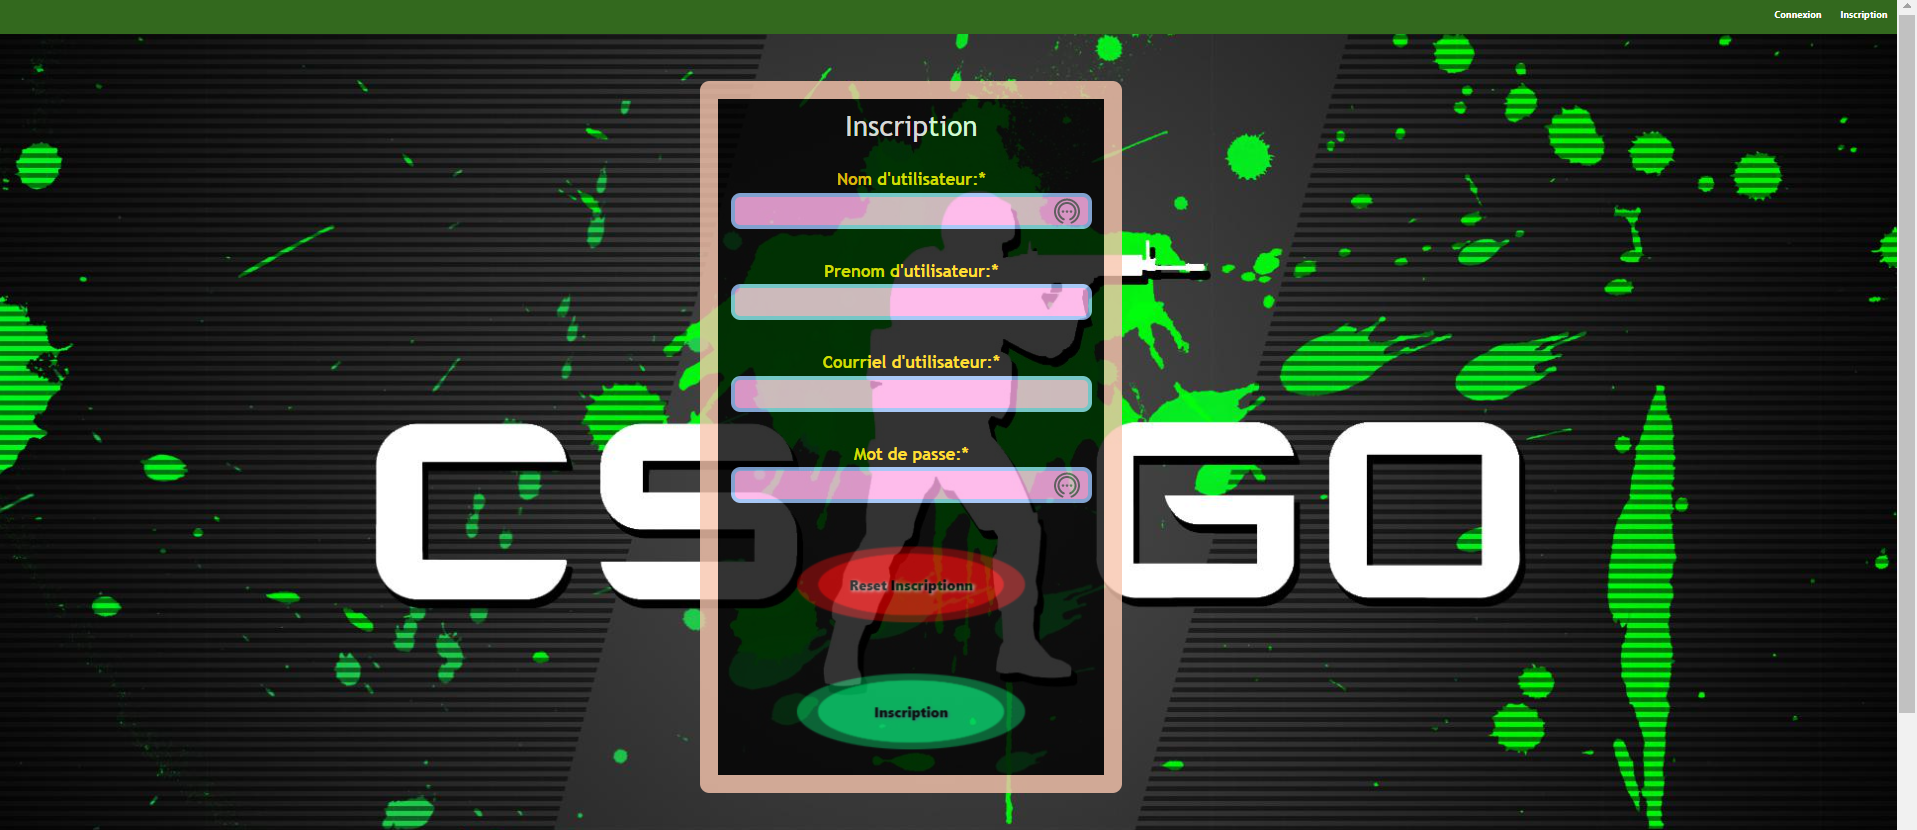 Connexion Inscription
Inscription
Nom d'utilisateur:*
Prenom d'utilisateur:*
Courriel d'utilisateur:*
Mot de passe:*
CS GO
Reset Inscriptionn
Inscription